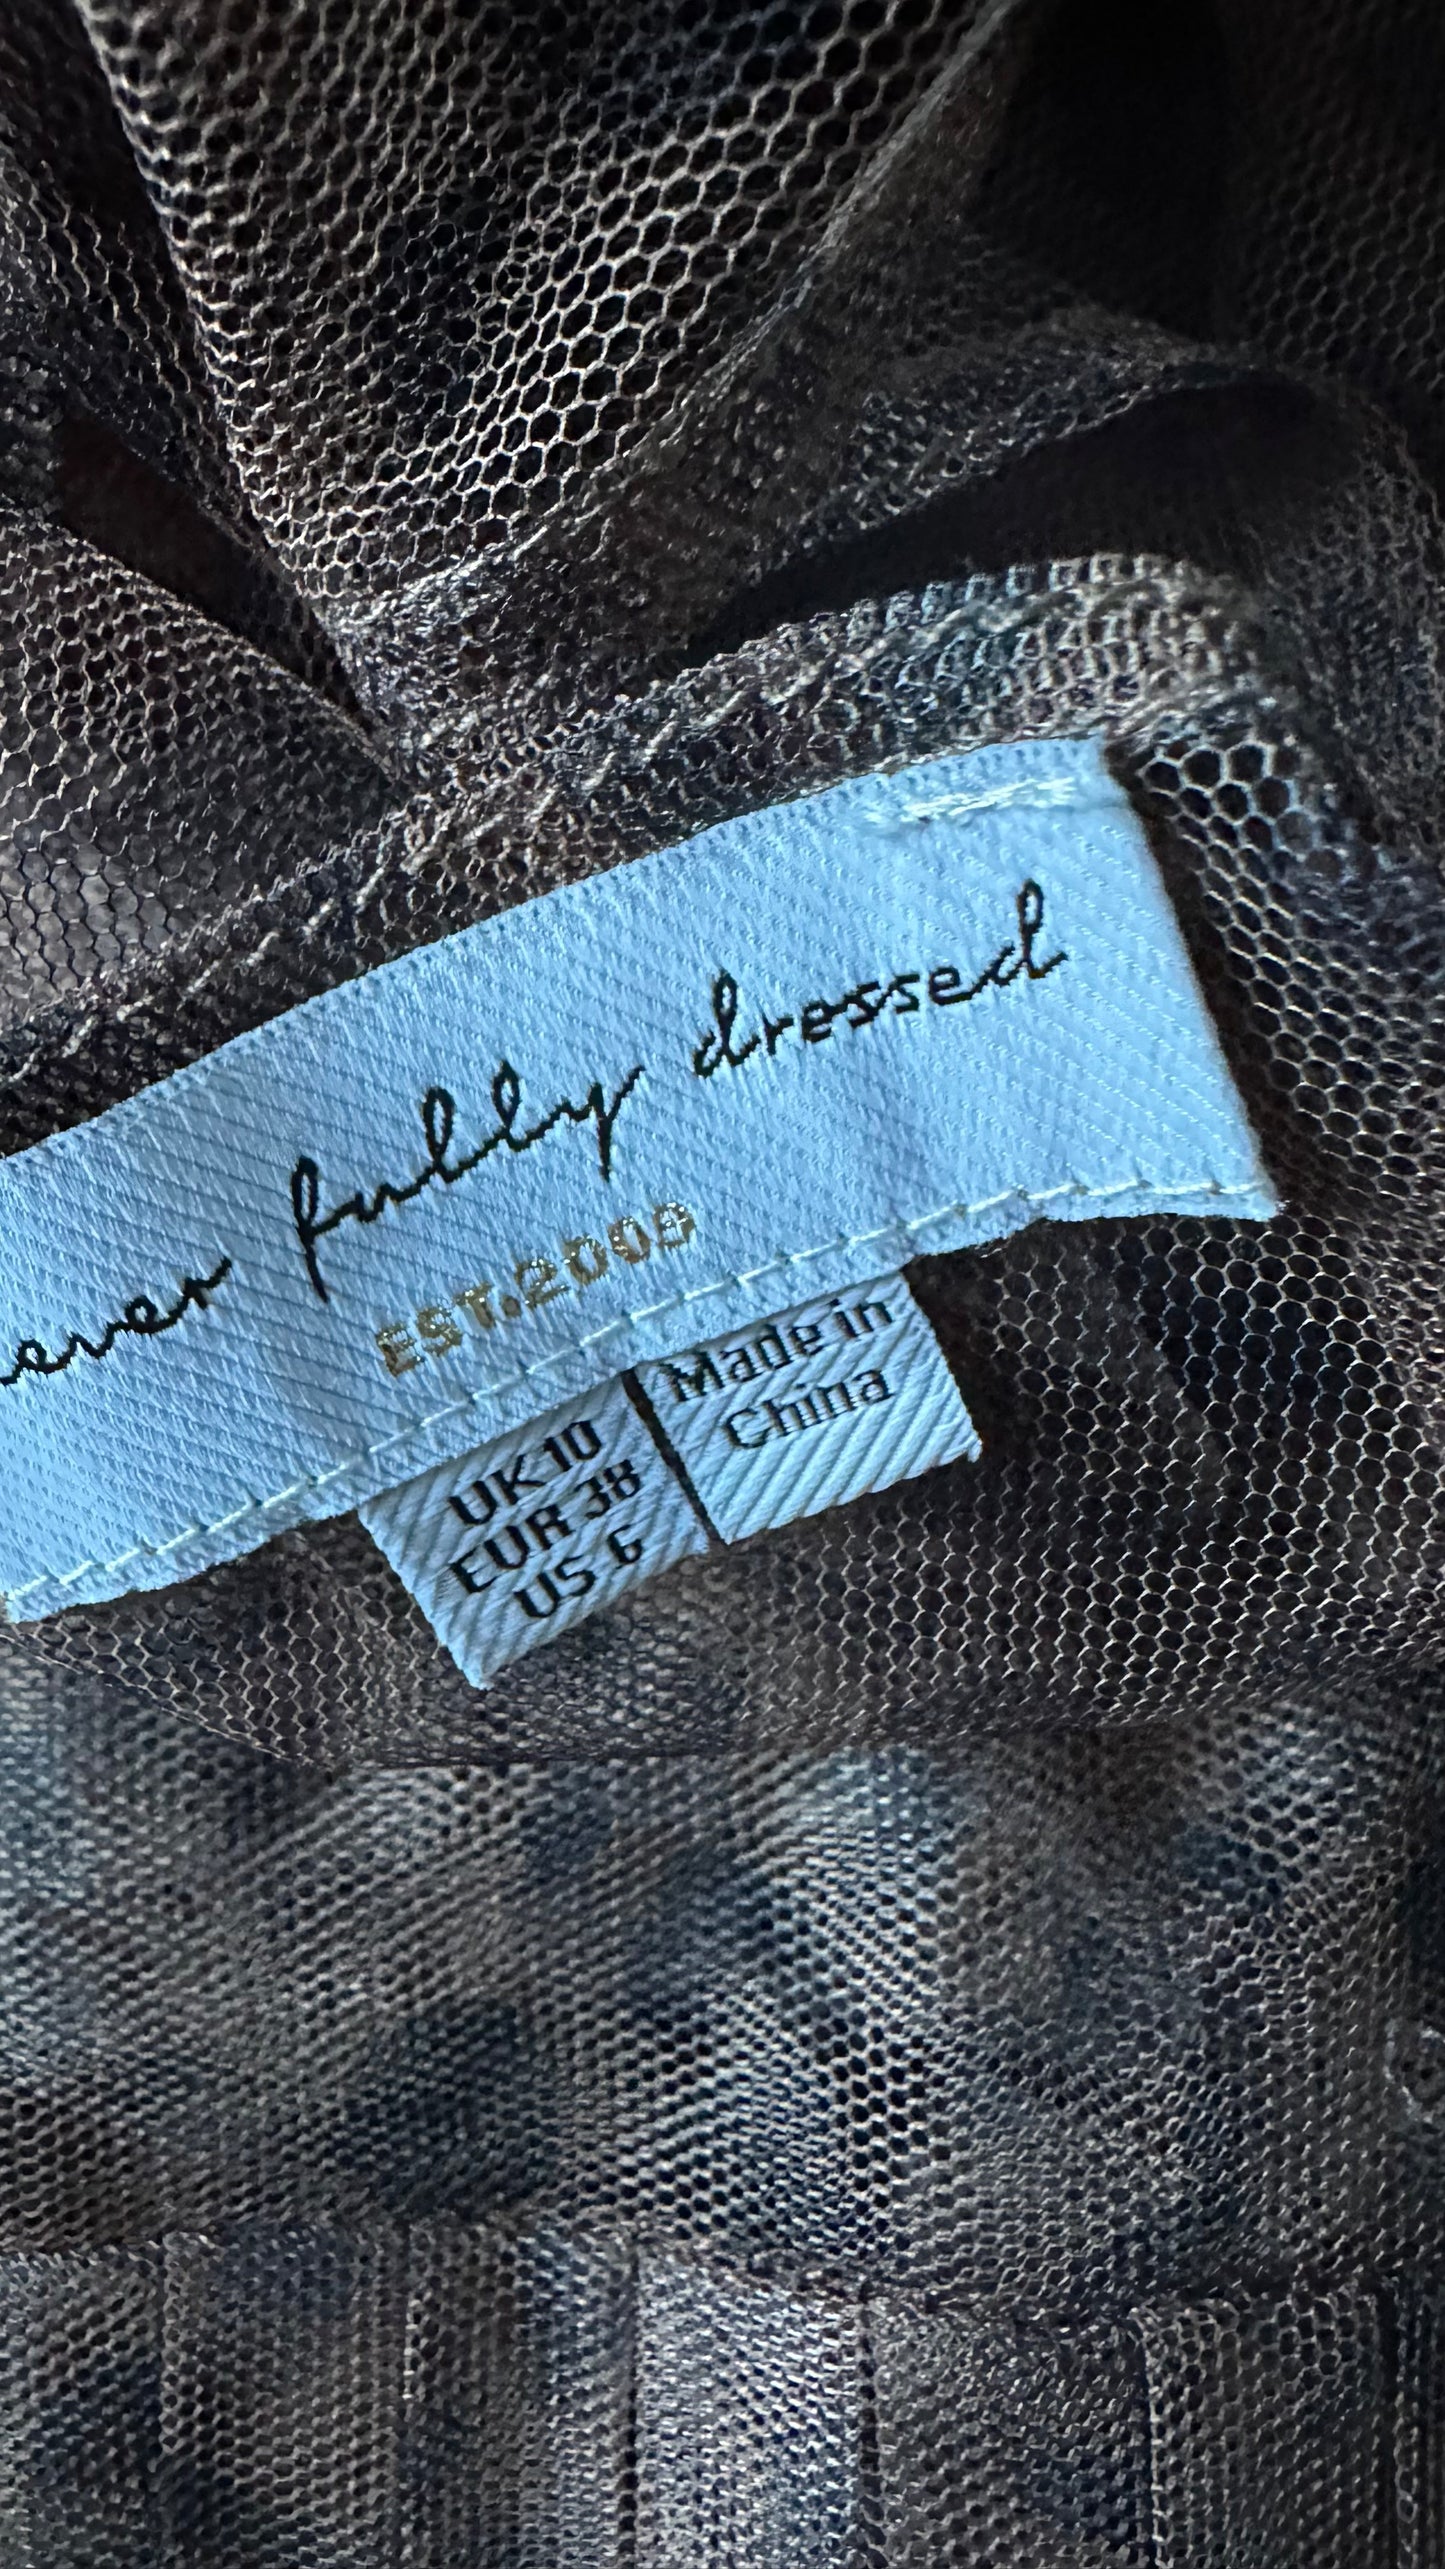 ever fully dressed
EST.2009
UK 10
EUR 38
US 6
Made in
China